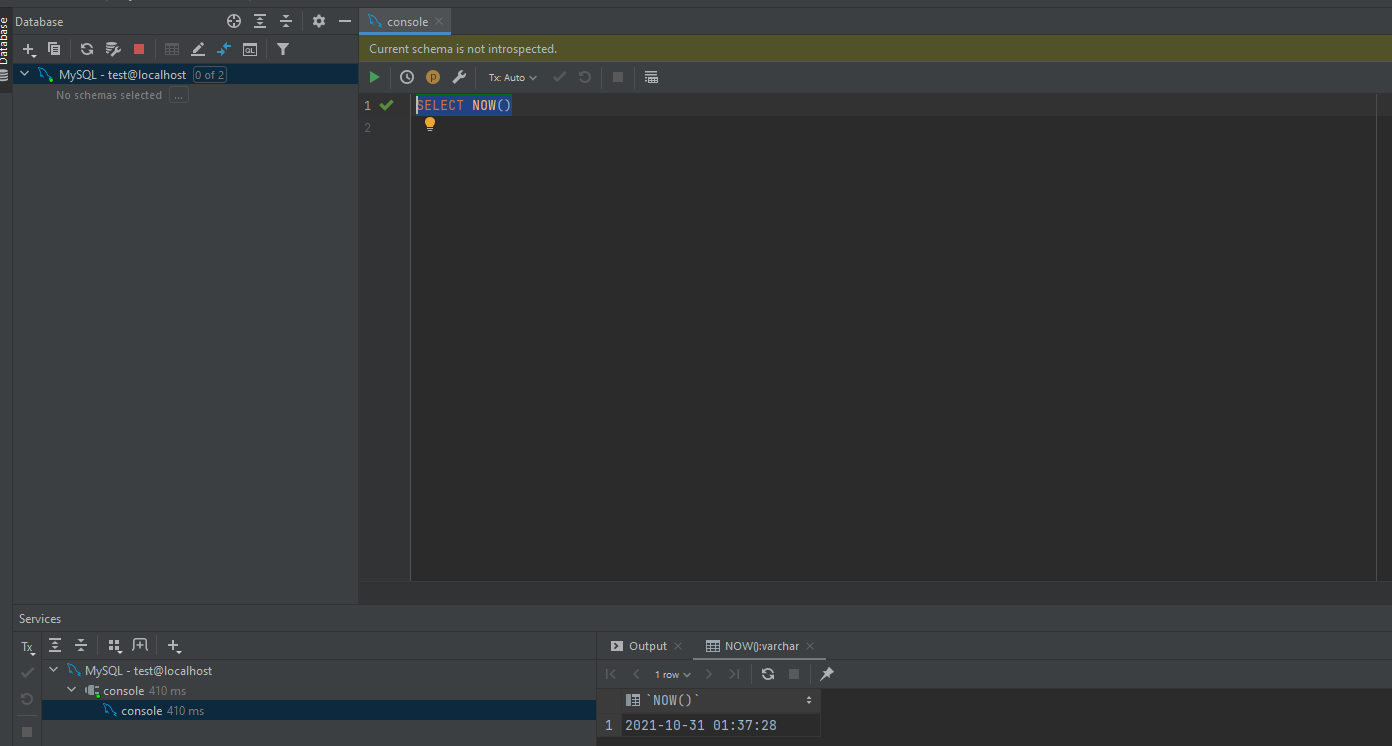 Database
Database
console
Current schema is not introspected.
MySQL - test@localhost 0 of 2
No schemas selected ...
Tx: Auto
1 SELECT NOW()
2
Services
Tx
Output
NOW():varchar
MySQL - test@localhost
console 410 ms
console 410 ms
1 row
`NOW()`
1 2021-10-31 01:37:28